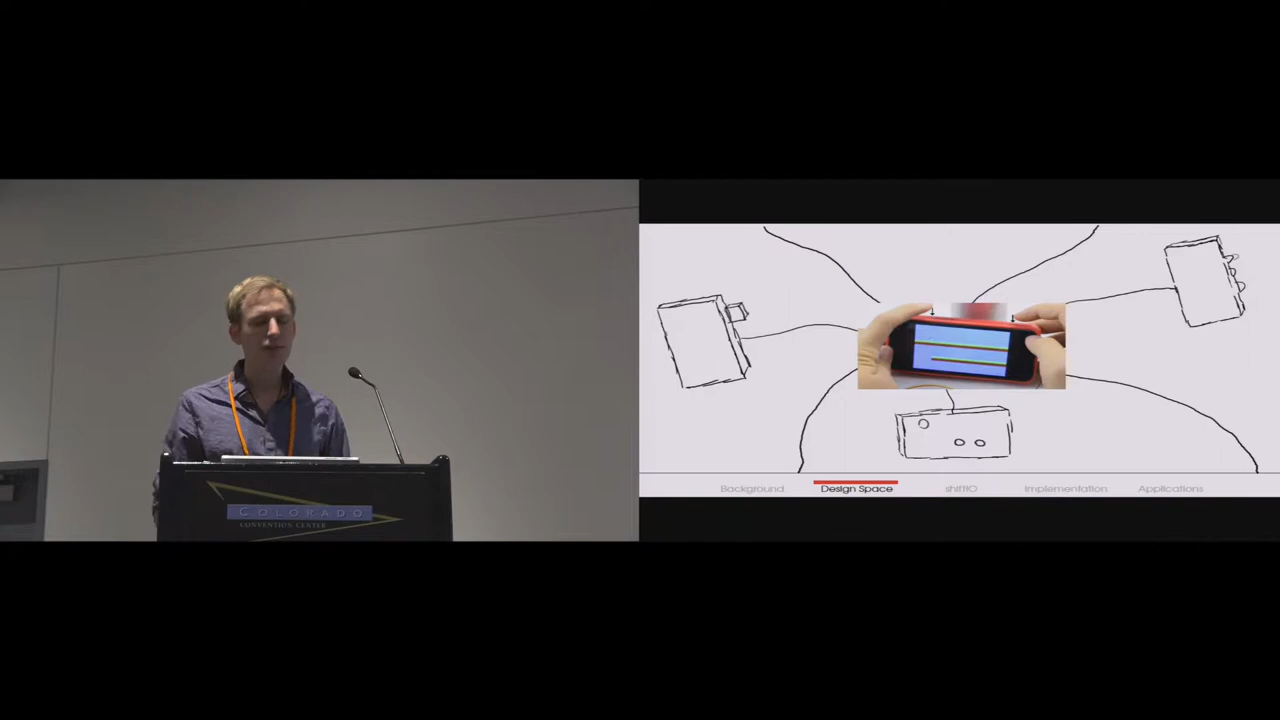 COLORADO
CONVENTION CENTER
Background
Design Space
shiftIO
Implementation
Applications